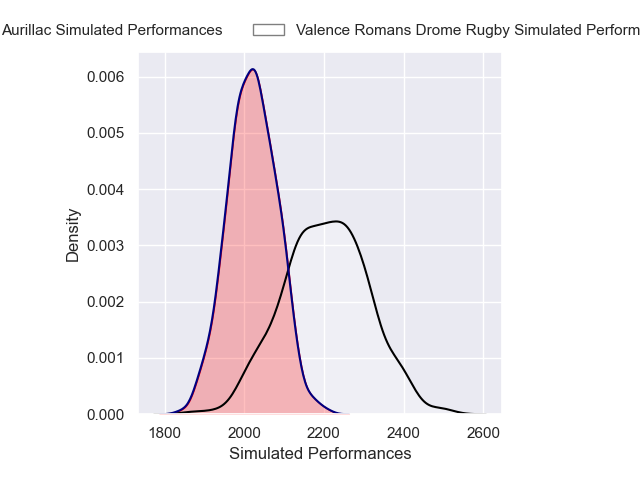 Aurillac Simulated Performances
Valence Romans Drome Rugby Simulated Perform
0.006
0.005
0.004
0.003
0.002
0.001
0.000
Density
1800 2000 2200 2400 2600
Simulated Performances